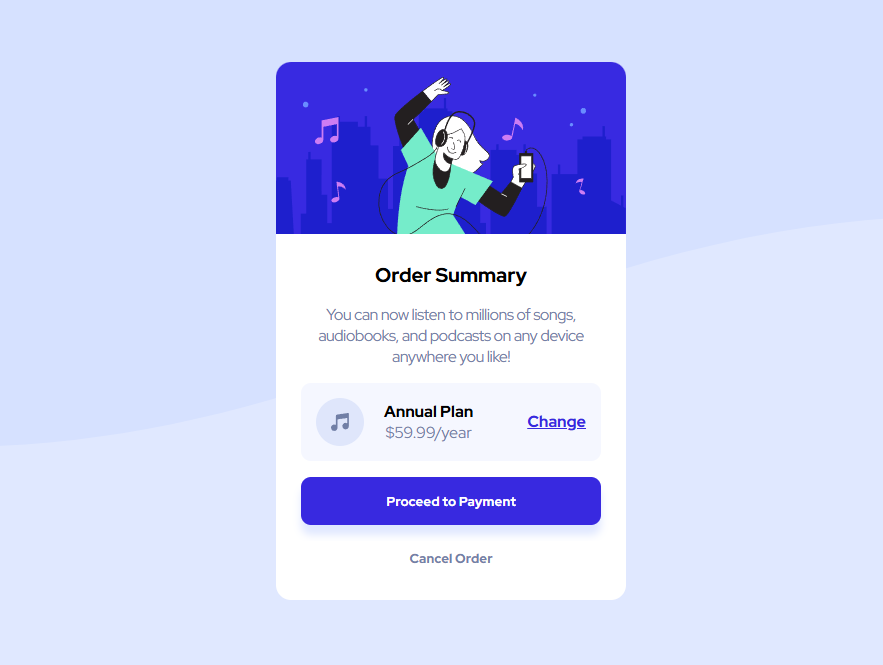 Order Summary
You can now listen to millions of songs,
audiobooks, and podcasts on any device
anywhere you like!
Annual Plan
$59.99/year
Change
Proceed to Payment
Cancel Order